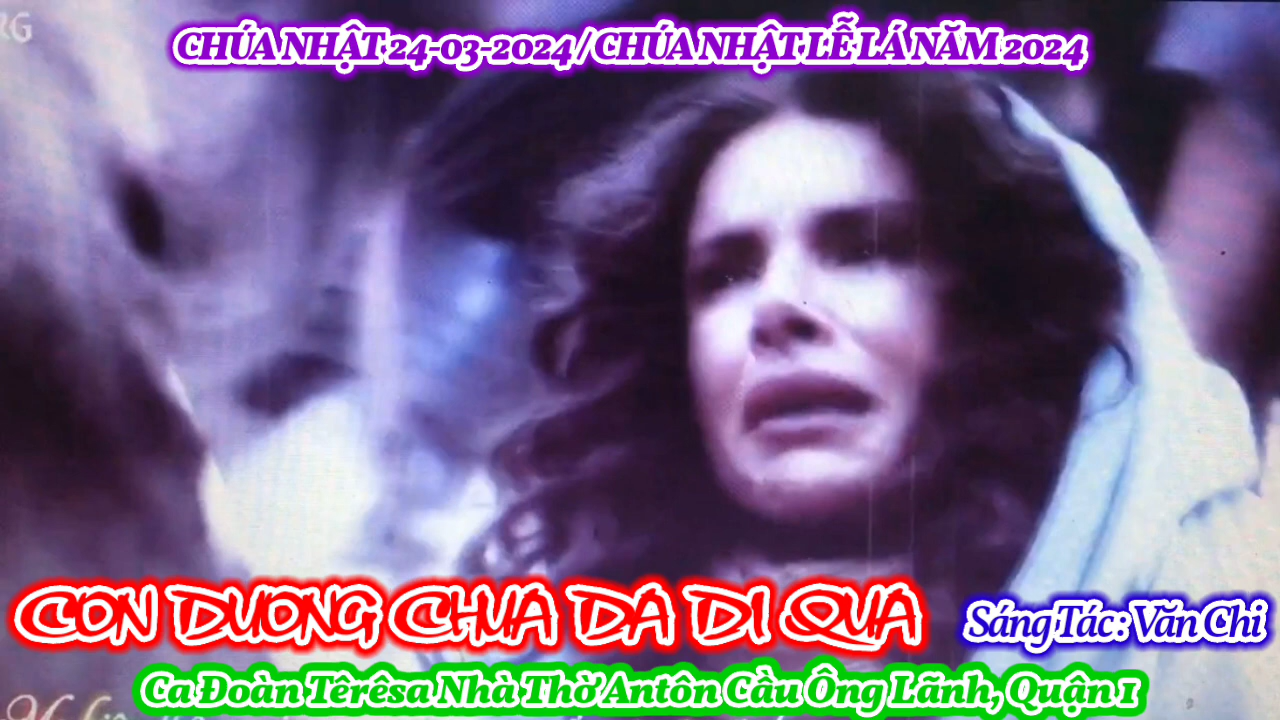 RG
CHÚA NHẬT 24-03-2024 / CHÚA NHẬT LỄ LÁ NĂM 2024
CON DUONG CHUA DA DI QUA
Sáng Tác : Văn Chi
Ca Đoàn Têrêsa Nhà Thờ Antôn Cầu Ông Lãnh, Quận 1